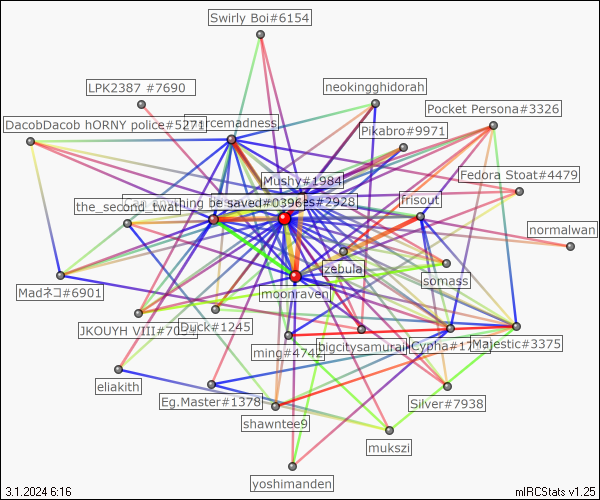 Swirly Boi#6154
LPK2387 #7690
neokingghidorah
Pocket Persona#3326
DacobDacob hORNY police#5271
ercemadness
Pikabro#9971
Fedora Stoat#4479
Mushy#1984
the_second_twat
hing be saved#0396
es#2928
frisout
normalwan
zebula
somass
Madネコ#6901
moonraven
JKOUYH VIII#7094
Duck#1245
ming#4742
bigcitysamurai
Cypha#17
Majestic#3375
eliakith
Eg.Master#1378
Silver#7938
shawntee9
mukszi
yoshimanden
3.1.2024 6:16
mIRCStats v1.25